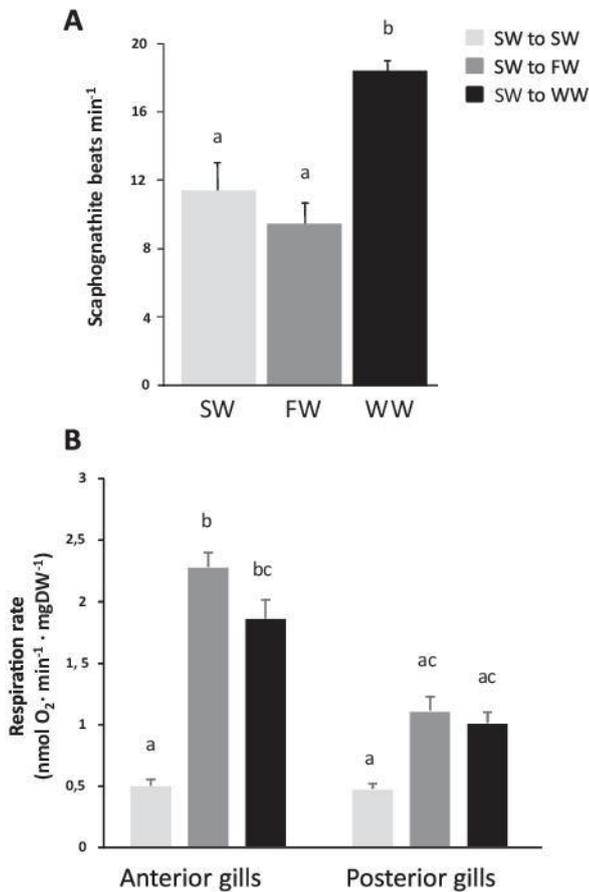 A
20
16
12
8
4
0
Scaphognathite beats min⁻¹
a
a
b
SW
FW
WW
SW to SW
SW to FW
SW to WW
B
3
2,5
2
1, 5
1
0,5
0
Respiration rate
(nmol O₂· min⁻¹ · mgDW⁻¹)
a
b
bc
a
ac
ac
Anterior gills
Posterior gills